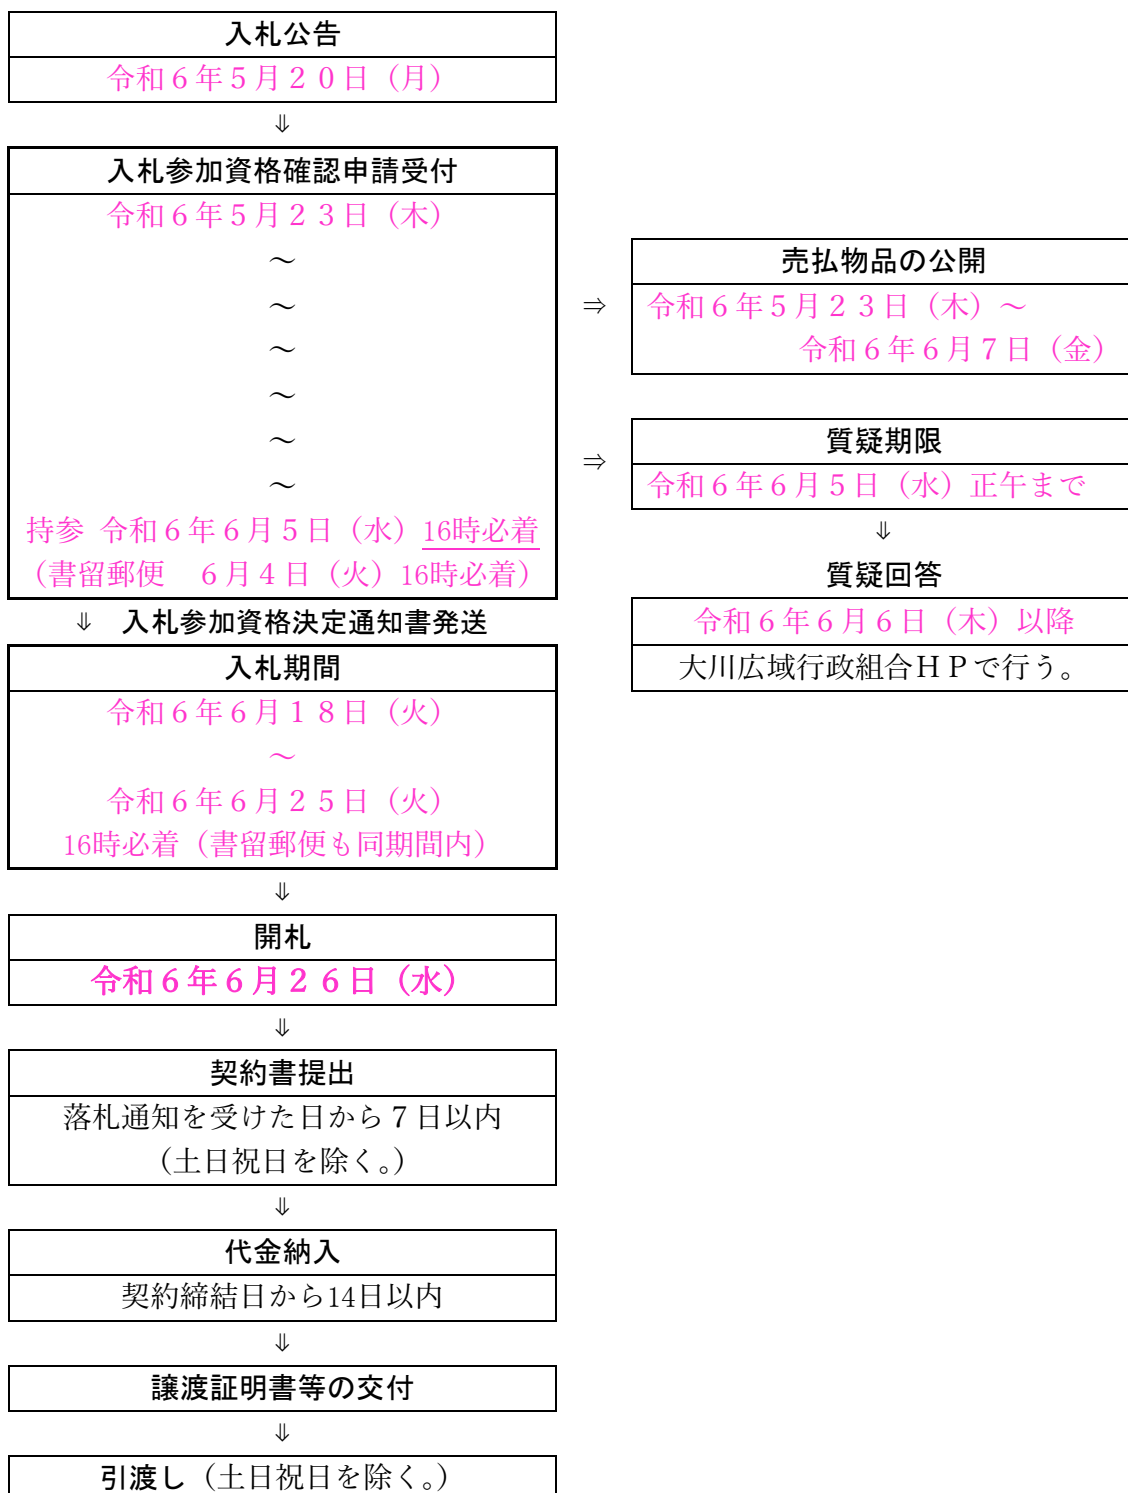 入札公告
令和６年５月２０日（月）
⇓
入札参加資格確認申請受付
令和６年５月２３日（木）
～
～
～
～
～
～
持参 令和６年６月５日（水）16時必着
（書留郵便　６月４日（火）16時必着）
⇒
売払物品の公開
令和６年５月２３日（木）～
令和６年６月７日（金）
⇒
質疑期限
令和６年６月５日（水）正午まで
⇓
質疑回答
令和６年６月６日（木）以降
大川広域行政組合ＨＰで行う。
⇓　入札参加資格決定通知書発送
入札期間
令和６年６月１８日（火）
～
令和６年６月２５日（火）
16時必着（書留郵便も同期間内）
⇓
開札
令和６年６月２６日（水）
⇓
契約書提出
落札通知を受けた日から７日以内
（土日祝日を除く。）
⇓
代金納入
契約締結日から14日以内
⇓
譲渡証明書等の交付
⇓
引渡し（土日祝日を除く。）